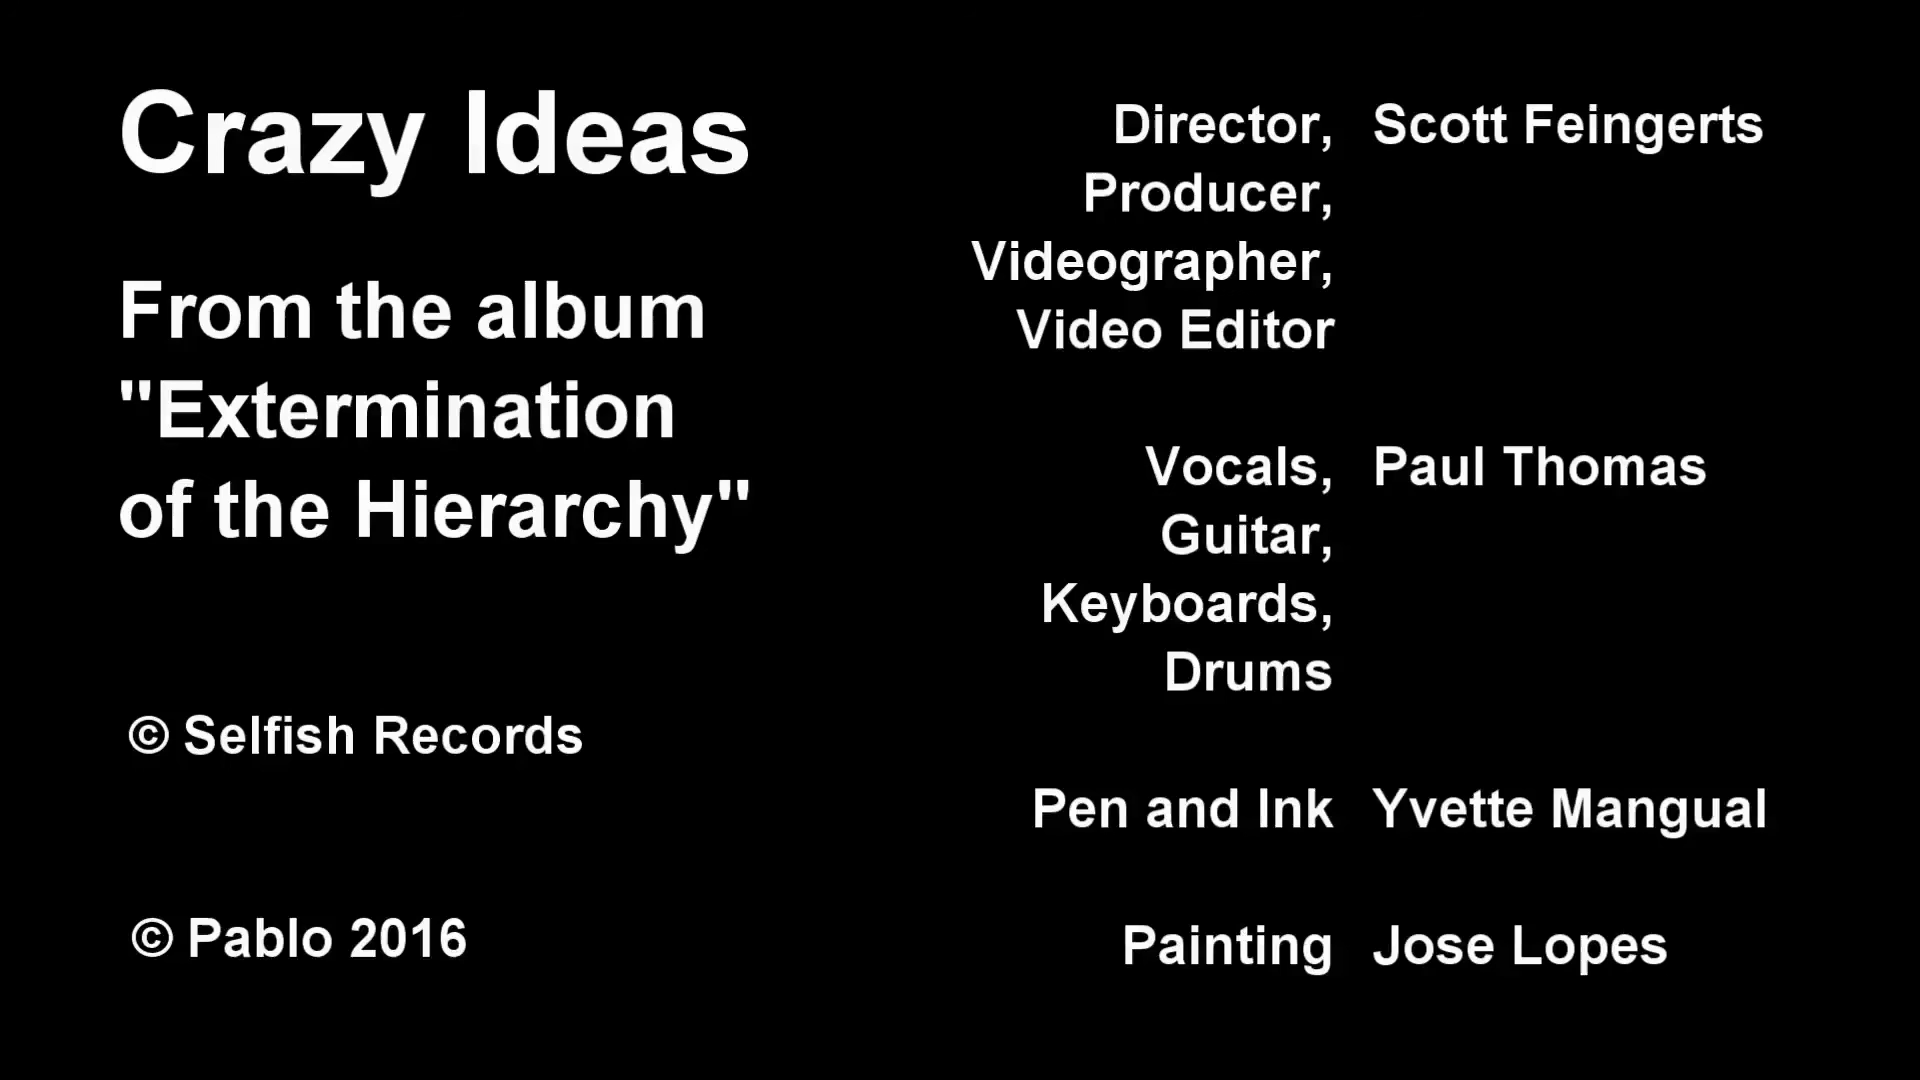 Crazy Ideas
From the album
"Extermination
of the Hierarchy"
© Selfish Records
© Pablo 2016
Director, Scott Feingerts
Producer,
Videographer,
Video Editor
Vocals, Paul Thomas
Guitar,
Keyboards,
Drums
Pen and Ink Yvette Mangual
Painting Jose Lopes